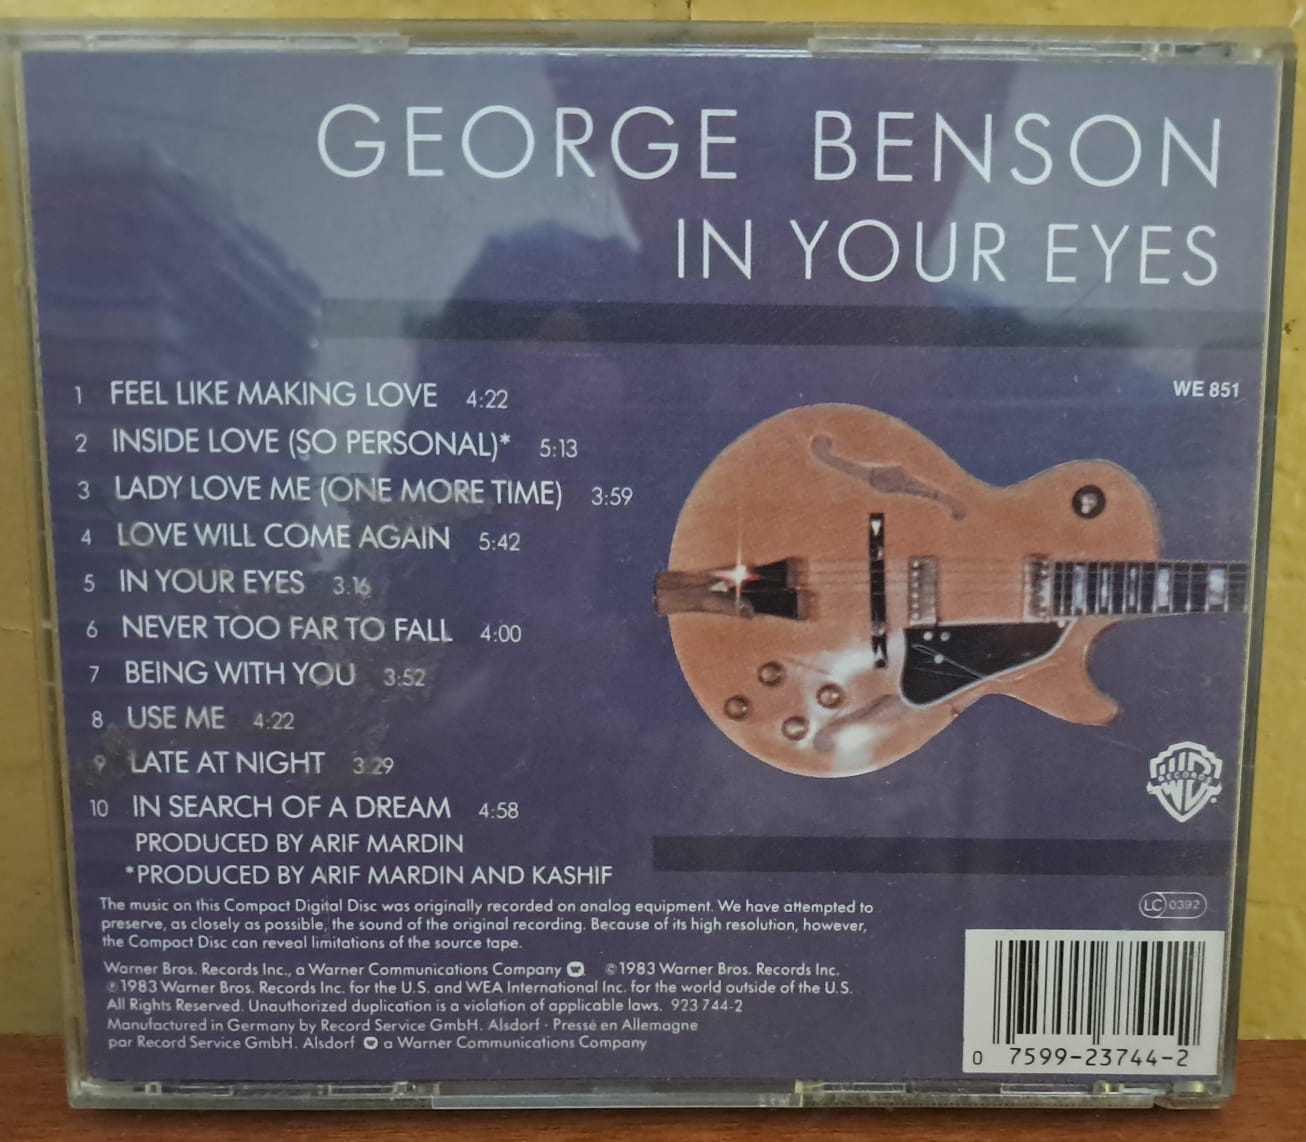 GEORGE BENSON
IN YOUR EYES
WE 851
1 FEEL LIKE MAKING LOVE 4:22
2 INSIDE LOVE (SO PERSONAL)* 5:13
3 LADY LOVE ME (ONE MORE TIME) 3:59
4 LOVE WILL COME AGAIN 5:42
5 IN YOUR EYES 3:16
6 NEVER TOO FAR TO FALL 4:00
7 BEING WITH YOU 3:52
8 USE ME 4:22
9 LATE AT NIGHT 3:29
10 IN SEARCH OF A DREAM 4:58
PRODUCED BY ARIF MARDIN
*PRODUCED BY ARIF MARDIN AND KASHIF
RECORDS
The music on this Compact Digital Disc was originally recorded on analog equipment. We have attempted to
preserve, as closely as possible, the sound of the original recording. Because of its high resolution, however,
the Compact Disc can reveal limitations of the source tape.
LC 0392
Warner Bros. Records Inc., a Warner Communications Company ©1983 Warner Bros. Records Inc.
℗1983 Warner Bros. Records Inc. for the U.S. and WEA International Inc. for the world outside of the U.S.
All Rights Reserved. Unauthorized duplication is a violation of applicable laws. 923 744-2
Manufactured in Germany by Record Service GmbH. Alsdorf · Pressé en Allemagne
par Record Service GmbH. Alsdorf a Warner Communications Company
0 7599-23744-2